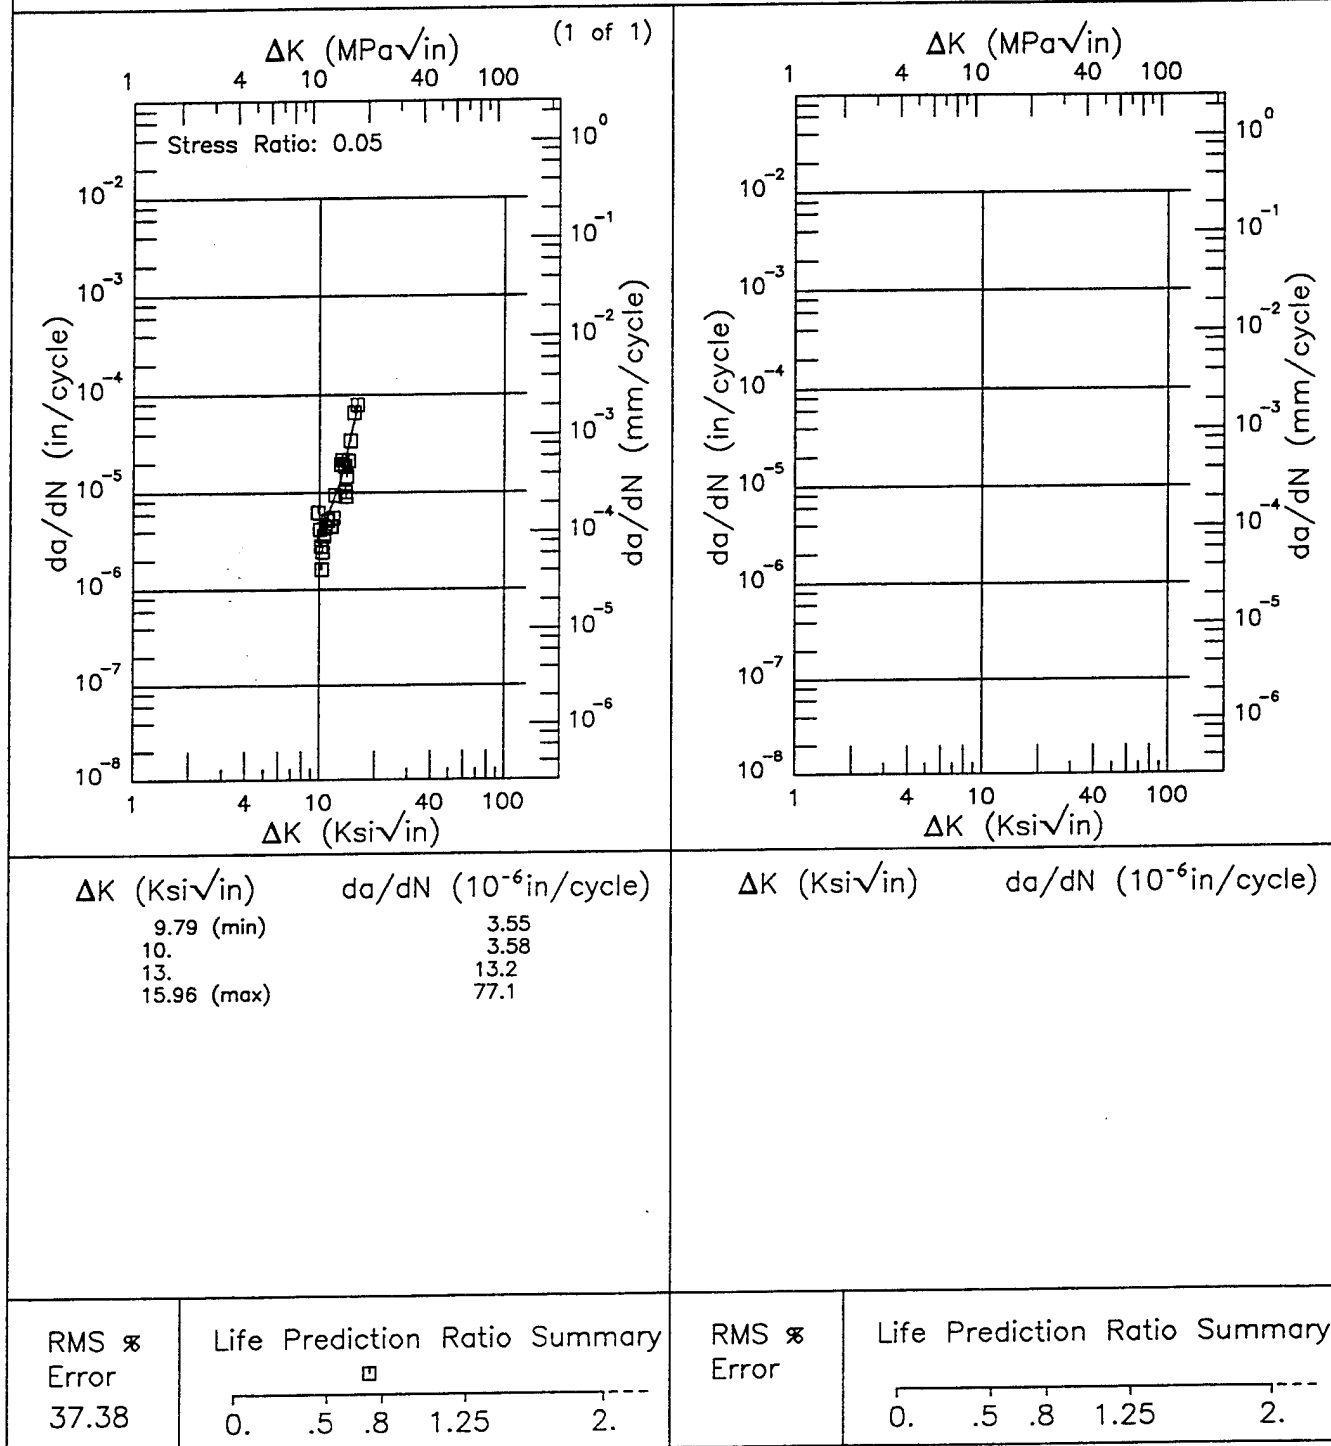 (1 of 1)
ΔK (MPa√in)
1 4 10 40 100
Stress Ratio: 0.05
da/dN (in/cycle)
10⁻²
10⁻³
10⁻⁴
10⁻⁵
10⁻⁶
10⁻⁷
10⁻⁸
da/dN (mm/cycle)
10⁰
10⁻¹
10⁻²
10⁻³
10⁻⁴
10⁻⁵
10⁻⁶
1 4 10 40 100
ΔK (Ksi√in)
ΔK (MPa√in)
1 4 10 40 100
da/dN (in/cycle)
10⁻²
10⁻³
10⁻⁴
10⁻⁵
10⁻⁶
10⁻⁷
10⁻⁸
da/dN (mm/cycle)
10⁰
10⁻¹
10⁻²
10⁻³
10⁻⁴
10⁻⁵
10⁻⁶
1 4 10 40 100
ΔK (Ksi√in)
ΔK (Ksi√in) da/dN (10⁻⁶in/cycle)
9.79 (min) 3.55
10. 3.58
13. 13.2
15.96 (max) 77.1
ΔK (Ksi√in) da/dN (10⁻⁶in/cycle)
RMS %
Error
37.38
Life Prediction Ratio Summary
0. .5 .8 1.25 2.
RMS %
Error
Life Prediction Ratio Summary
0. .5 .8 1.25 2.